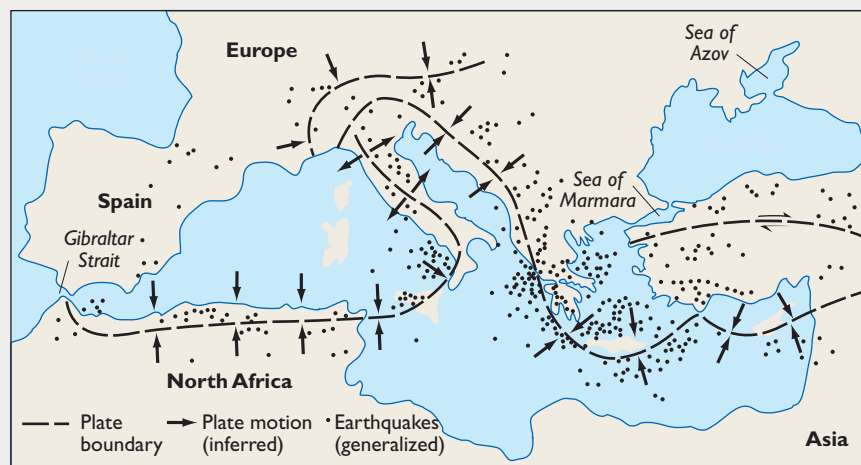 Europe
Sea of
Azov
Spain
Sea of
Marmara
Gibraltar
Strait
North Africa
Asia
Plate
boundary
Plate motion
(inferred)
Earthquakes
(generalized)